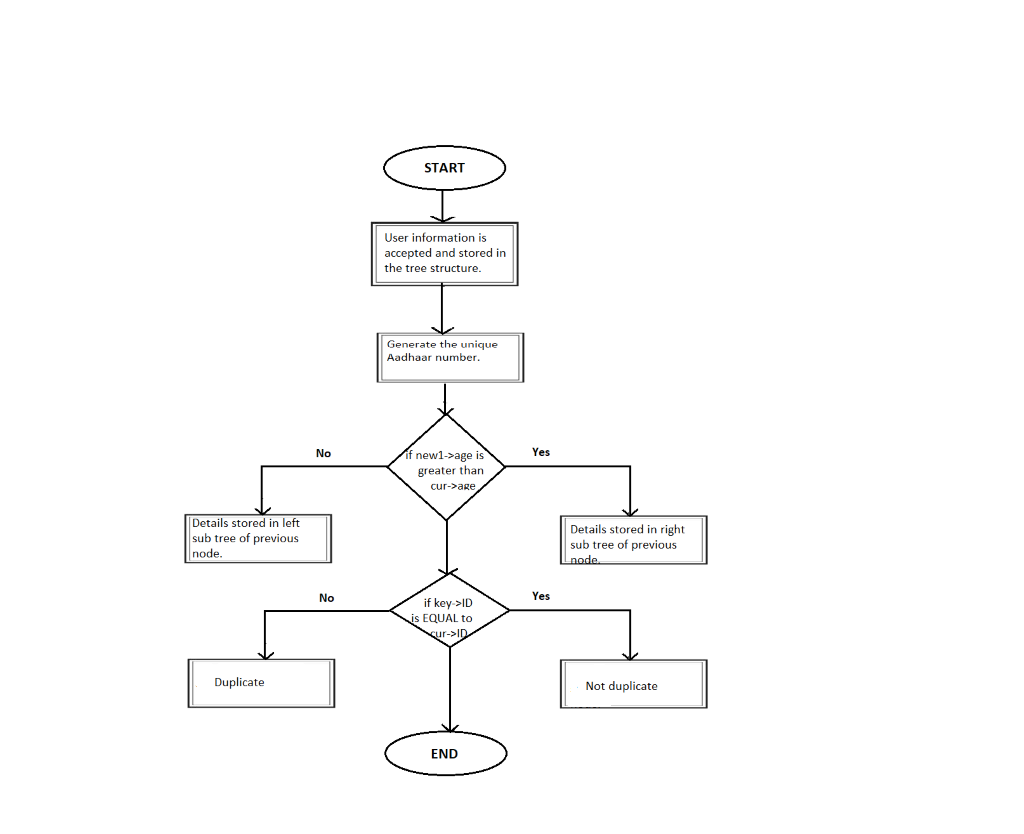 START
User information is
accepted and stored in
the tree structure.
Generate the unique
Aadhaar number.
No
Yes
if new1->age is
greater than
cur->age
Details stored in left
sub tree of previous
node.
Details stored in right
sub tree of previous
node.
No
Yes
if key->ID
is EQUAL to
cur->ID
Duplicate
Not duplicate
END